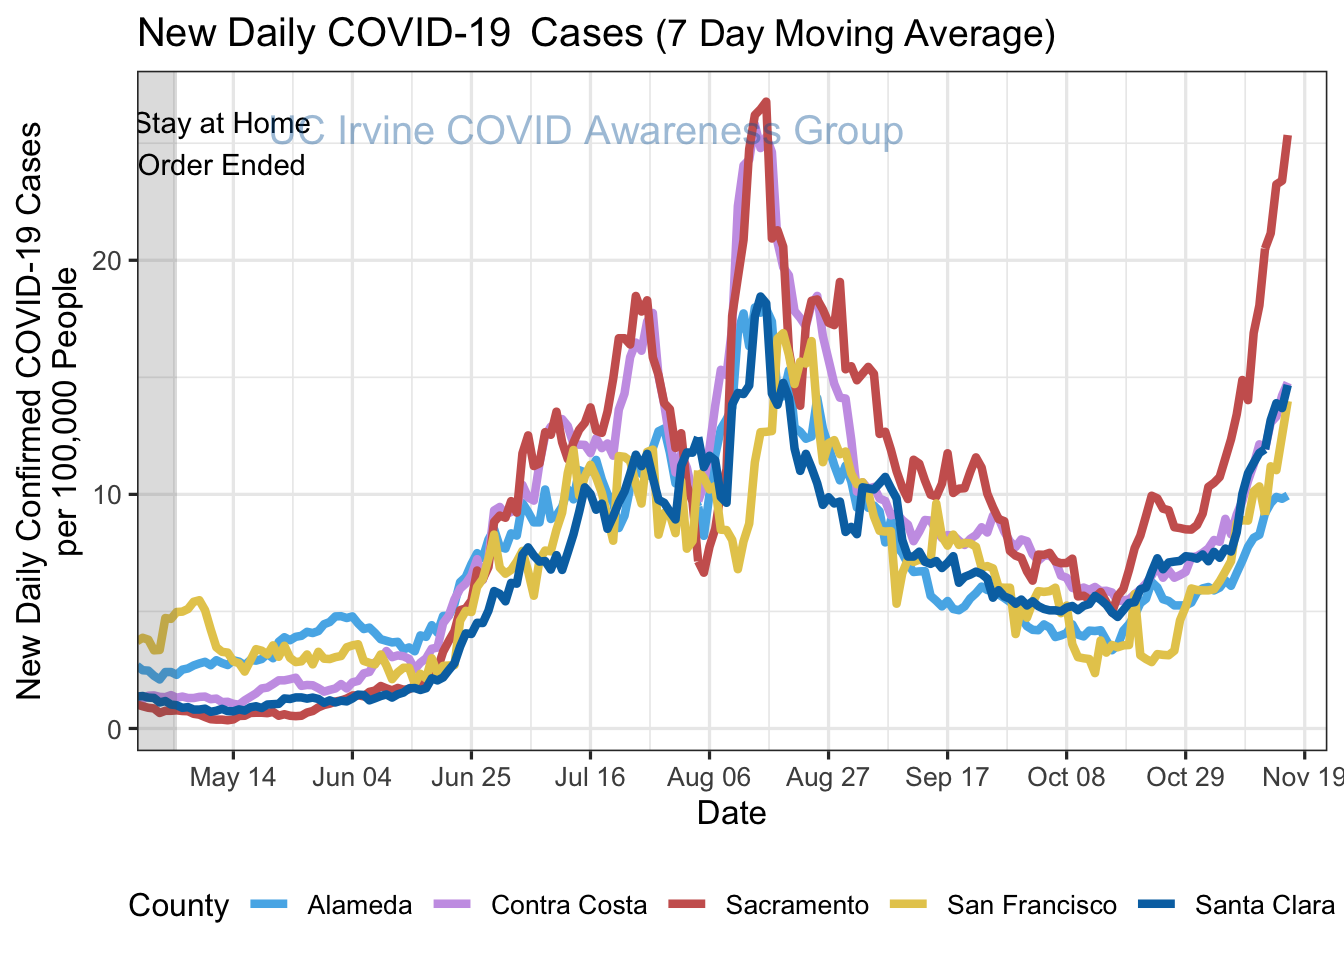 New Daily COVID-19  Cases (7 Day Moving Average)
Stay at Home
Order Ended
UC Irvine COVID Awareness Group
New Daily Confirmed COVID-19 Cases
per 100,000 People
20
10
0
May 14 Jun 04 Jun 25 Jul 16 Aug 06 Aug 27 Sep 17 Oct 08 Oct 29 Nov 19
Date
County Alameda Contra Costa Sacramento San Francisco Santa Clara